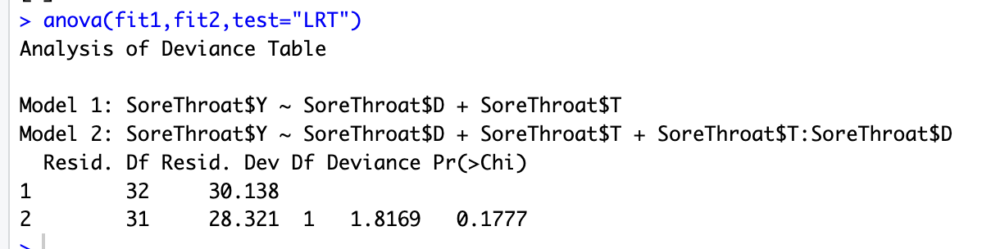 > anova(fit1,fit2,test="LRT")
Analysis of Deviance Table
Model 1: SoreThroat$Y ~ SoreThroat$D + SoreThroat$T
Model 2: SoreThroat$Y ~ SoreThroat$D + SoreThroat$T + SoreThroat$T:SoreThroat$D
  Resid. Df Resid. Dev Df Deviance Pr(>Chi)
1        32     30.138
2        31     28.321  1   1.8169   0.1777
>